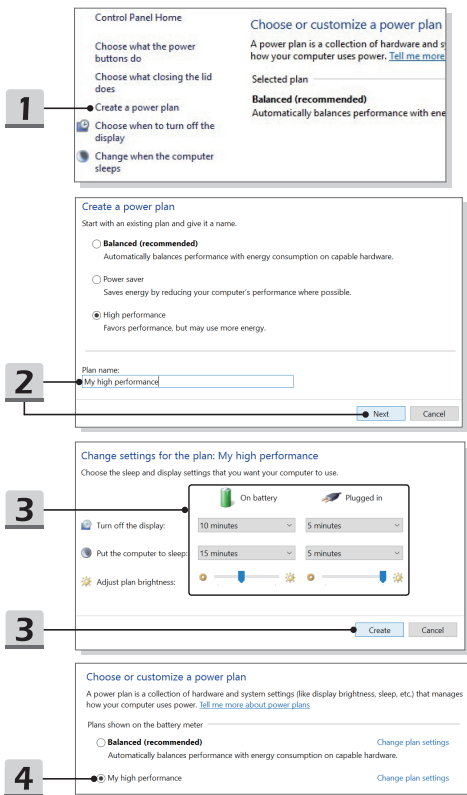 Control Panel Home
Choose what the power
buttons do
Choose what closing the lid
does
1
Create a power plan
Choose when to turn off the
display
Change when the computer
sleeps
Choose or customize a power plan
A power plan is a collection of hardware and sy
how your computer uses power. Tell me more
Selected plan
Balanced (recommended)
Automatically balances performance with ene
Create a power plan
Start with an existing plan and give it a name.
Balanced (recommended)
Automatically balances performance with energy consumption on capable hardware.
Power saver
Saves energy by reducing your computer's performance where possible.
High performance
Favors performance, but may use more energy.
Plan name:
2
My high performance
Next Cancel
Change settings for the plan: My high performance
Choose the sleep and display settings that you want your computer to use.
On battery Plugged in
3
Turn off the display: 10 minutes 5 minutes
Put the computer to sleep: 15 minutes 5 minutes
Adjust plan brightness:
3
Create Cancel
Choose or customize a power plan
A power plan is a collection of hardware and system settings (like display brightness, sleep, etc.) that manages
how your computer uses power. Tell me more about power plans
Plans shown on the battery meter
Balanced (recommended) Change plan settings
Automatically balances performance with energy consumption on capable hardware.
4
My high performance Change plan settings